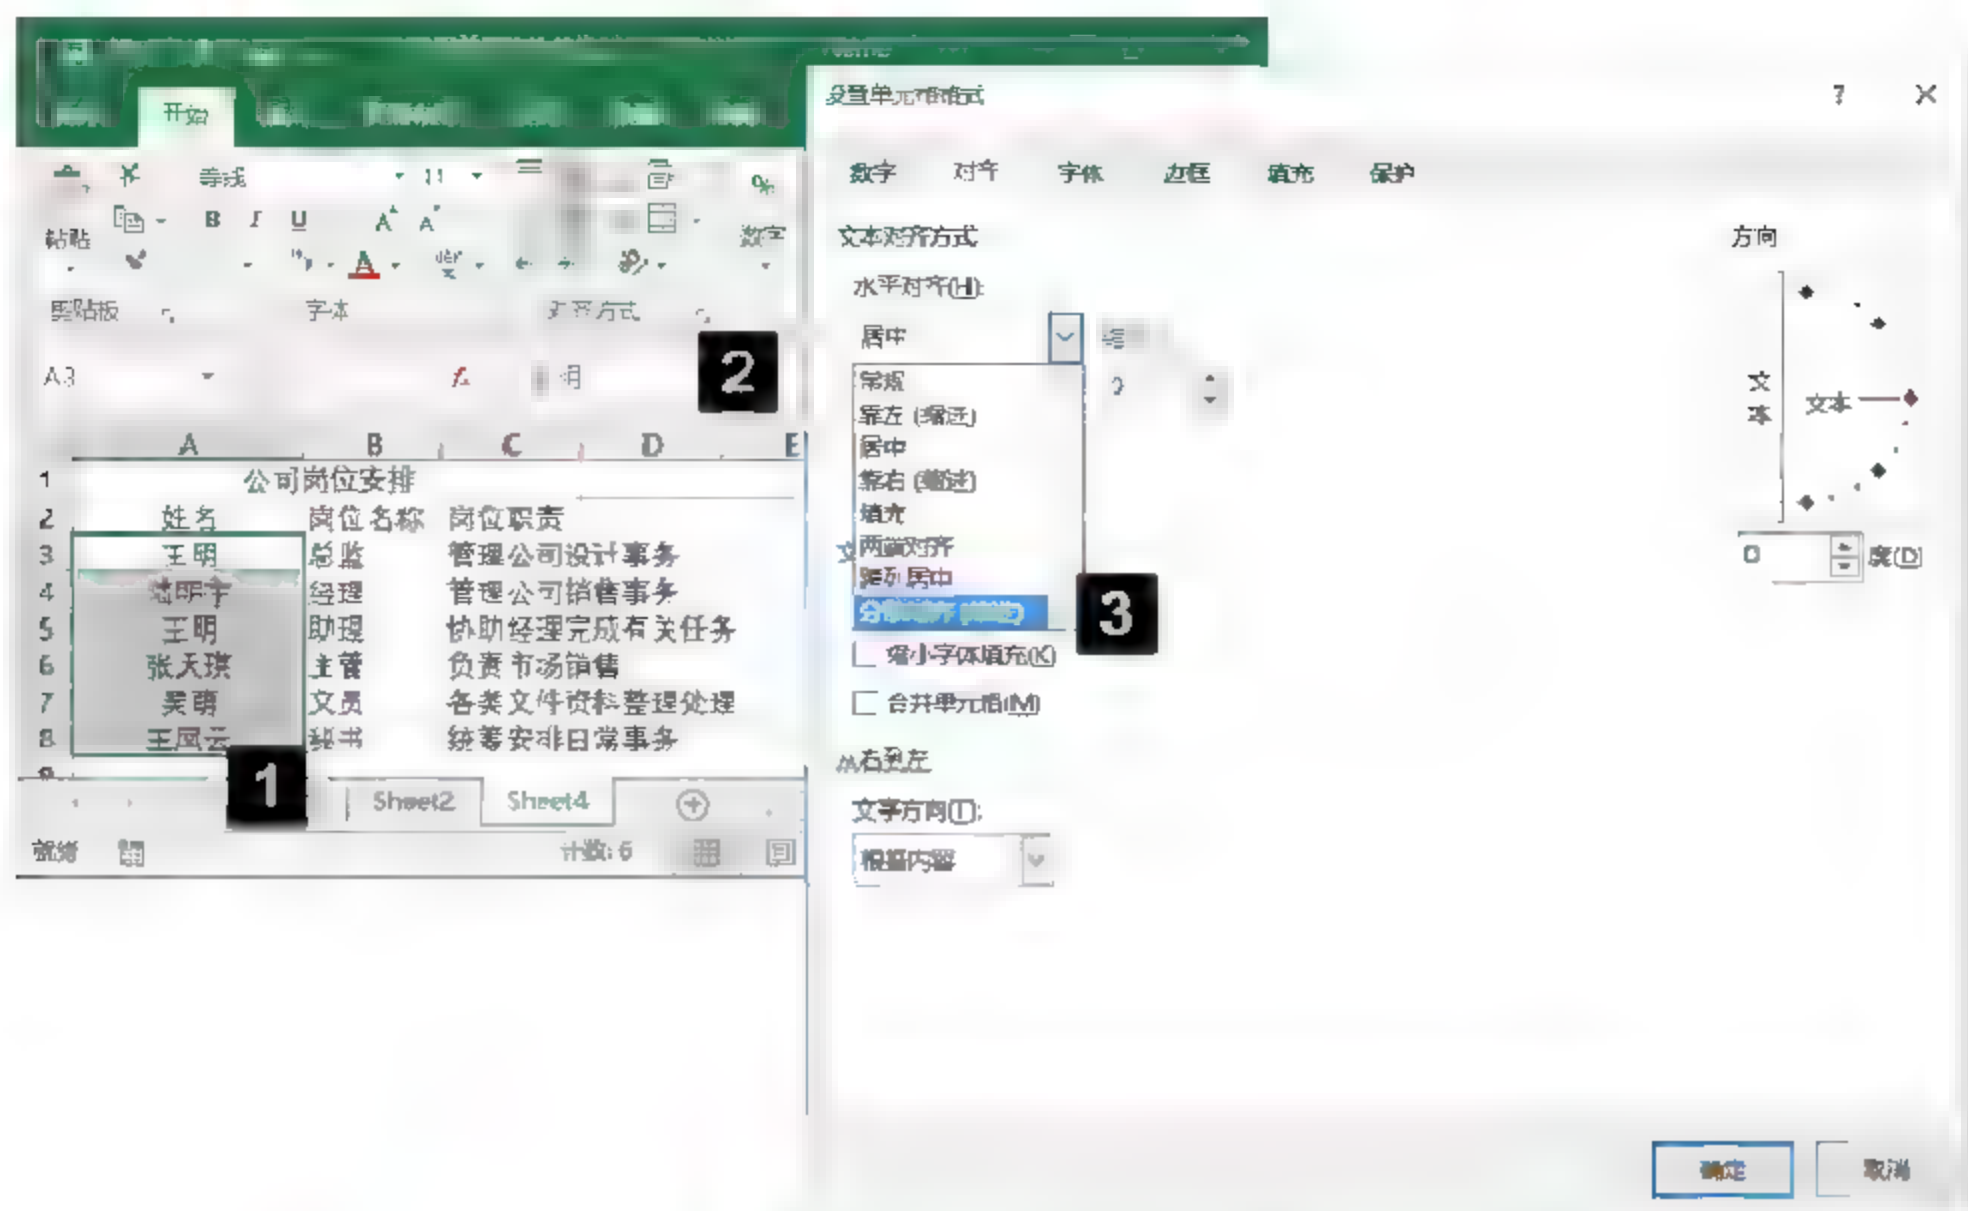 开始
设置单元格格式
?
等线
11
B I U
粘贴
数字
剪贴板
字体
对齐方式
A3
fx
明
2
A
B
C
D
E
1
公司岗位安排
2
姓名
岗位名称
岗位职责
3
王明
总监
管理公司设计事务
4
经理
管理公司销售事务
5
王明
助理
协助经理完成有关任务
6
张天琪
主管
负责市场销售
7
吴萌
文员
各类文件资料整理处理
8
王凤云
秘书
统筹安排日常事务
9
1
Sheet2
Sheet4
就绪
计数: 6
数字
对齐
字体
边框
填充
保护
文本对齐方式
水平对齐(H):
居中
常规
靠左 (缩进)
居中
靠右 (缩进)
填充
两端对齐
跨列居中
分散对齐 (缩进)
3
缩小字体填充(K)
合并单元格(M)
从右到左
文字方向(T):
根据内容
方向
文本
文本
0
度(D)
确定
取消